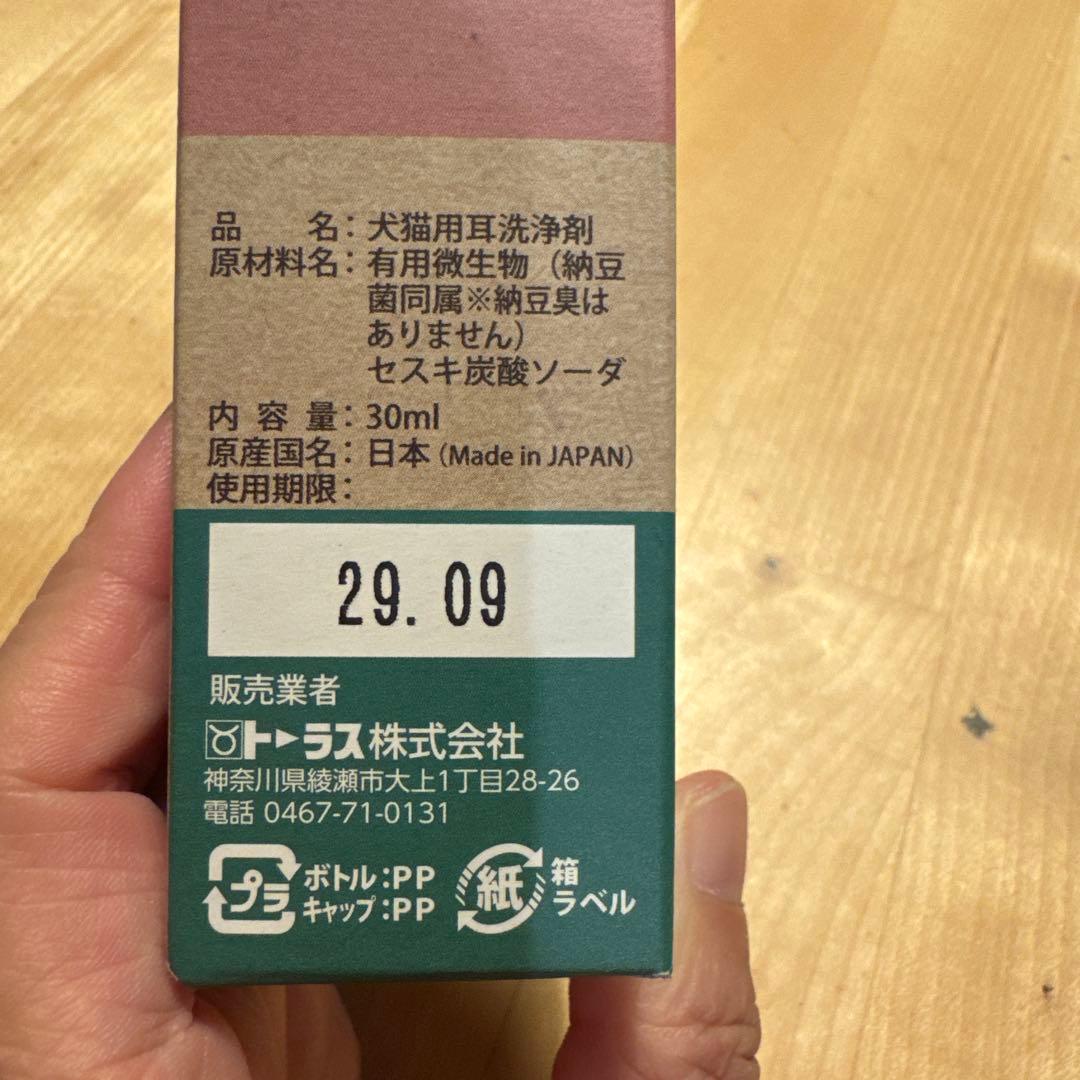 品名：犬猫用耳洗浄剤
原材料名：有用微生物（納豆
菌同属※納豆臭は
ありません）
セスキ炭酸ソーダ
内容量：30ml
原産国名：日本（Made in JAPAN）
使用期限：
29. 09
販売業者
トーラス株式会社
神奈川県綾瀬市大上1丁目28-26
電話 0467-71-0131
プラ ボトル：PP
キャップ：PP
紙 箱
ラベル